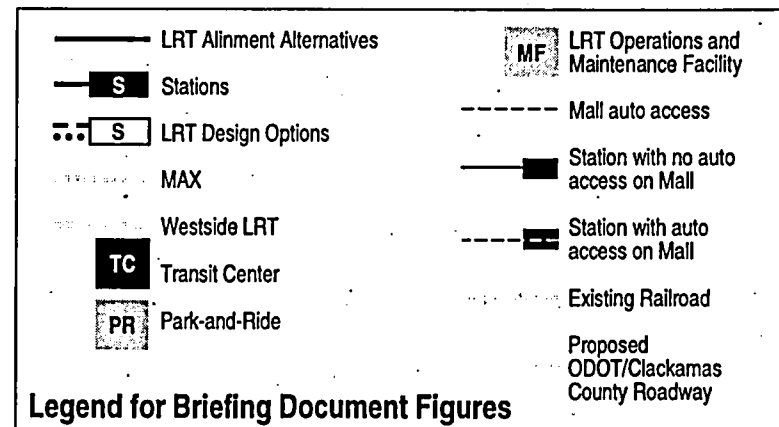 LRT Alinment Alternatives
S Stations
S LRT Design Options
MAX
Westside LRT
TC Transit Center
PR Park-and-Ride
MF LRT Operations and
Maintenance Facility
Mall auto access
Station with no auto
access on Mall
Station with auto
access on Mall
Existing Railroad
Proposed
ODOT/Clackamas
County Roadway
Legend for Briefing Document Figures